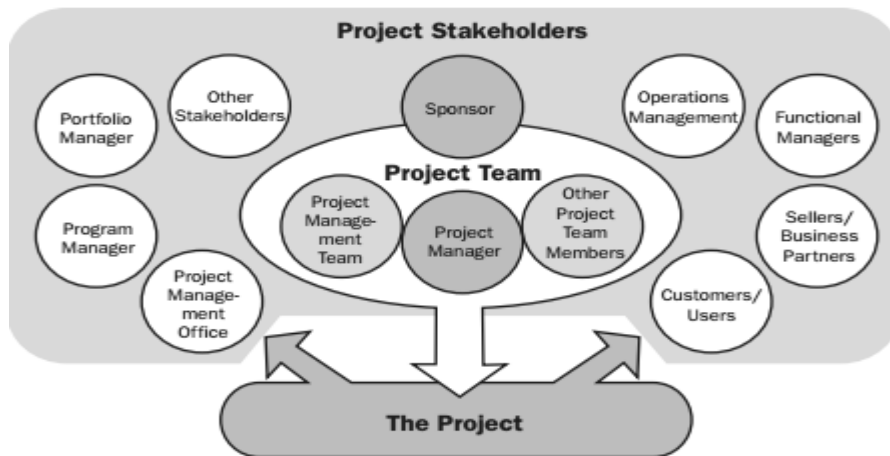 Project Stakeholders
Portfolio
Manager
Other
Stakeholders
Sponsor
Operations
Management
Functional
Managers
Project Team
Program
Manager
Project
Manage-
ment
Team
Project
Manager
Other
Project
Team
Members
Sellers/
Business
Partners
Project
Manage-
ment
Office
Customers/
Users
The Project